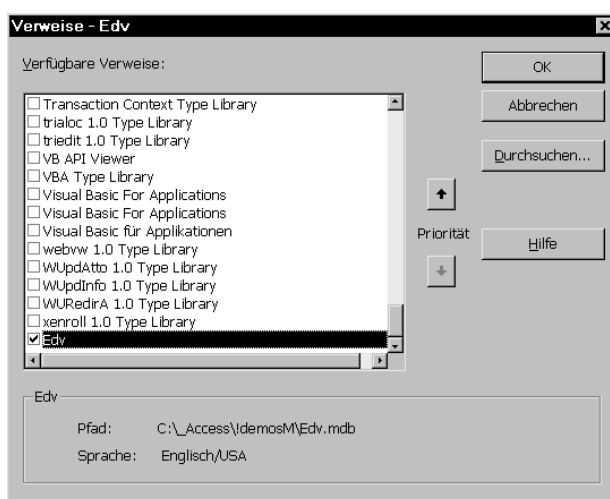 Verweise - Edv
Verfügbare Verweise:
Transaction Context Type Library
trialoc 1.0 Type Library
triedit 1.0 Type Library
VB API Viewer
VBA Type Library
Visual Basic For Applications
Visual Basic For Applications
Visual Basic für Applikationen
webvw 1.0 Type Library
WUpdAtto 1.0 Type Library
WUpdInfo 1.0 Type Library
WURedirA 1.0 Type Library
xenroll 1.0 Type Library
Edv
Priorität
OK
Abbrechen
Durchsuchen...
Hilfe
Edv
Pfad: C:\_Access\!demosM\Edv.mdb
Sprache: Englisch/USA